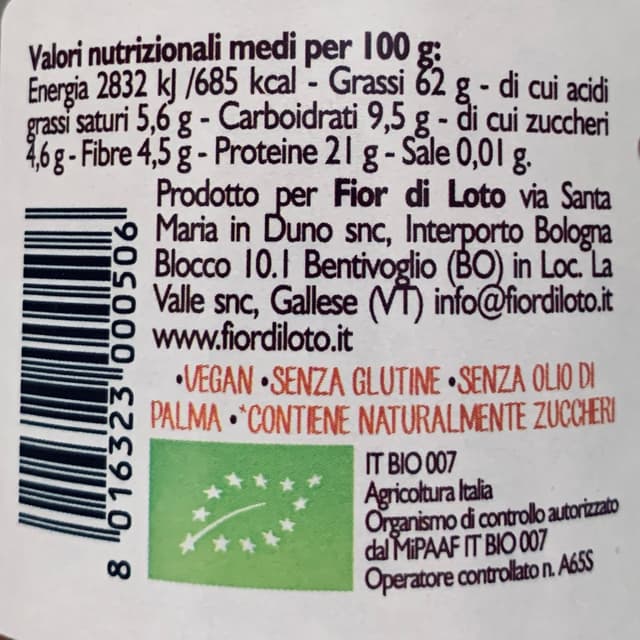 Valori nutrizionali medi per 100 g:
Energia 2832 kJ /685 kcal - Grassi 62 g - di cui acidi
grassi saturi 5,6 g - Carboidrati 9,5 g - di cui zuccheri
4,6 g - Fibre 4,5 g - Proteine 21 g - Sale 0,01 g.
Prodotto per Fior di Loto via Santa
Maria in Duno snc, Interporto Bologna
Blocco 10.1 Bentivoglio (BO) in Loc. La
Valle snc, Gallese (VT) info@fiordiloto.it
www.fiordiloto.it
•VEGAN •SENZA GLUTINE •SENZA OLIO DI
PALMA •*CONTIENE NATURALMENTE ZUCCHERI
IT BIO 007
Agricoltura Italia
Organismo di controllo autorizzato
dal MiPAAF IT BIO 007
Operatore controllato n. A65S
8 016323 000506